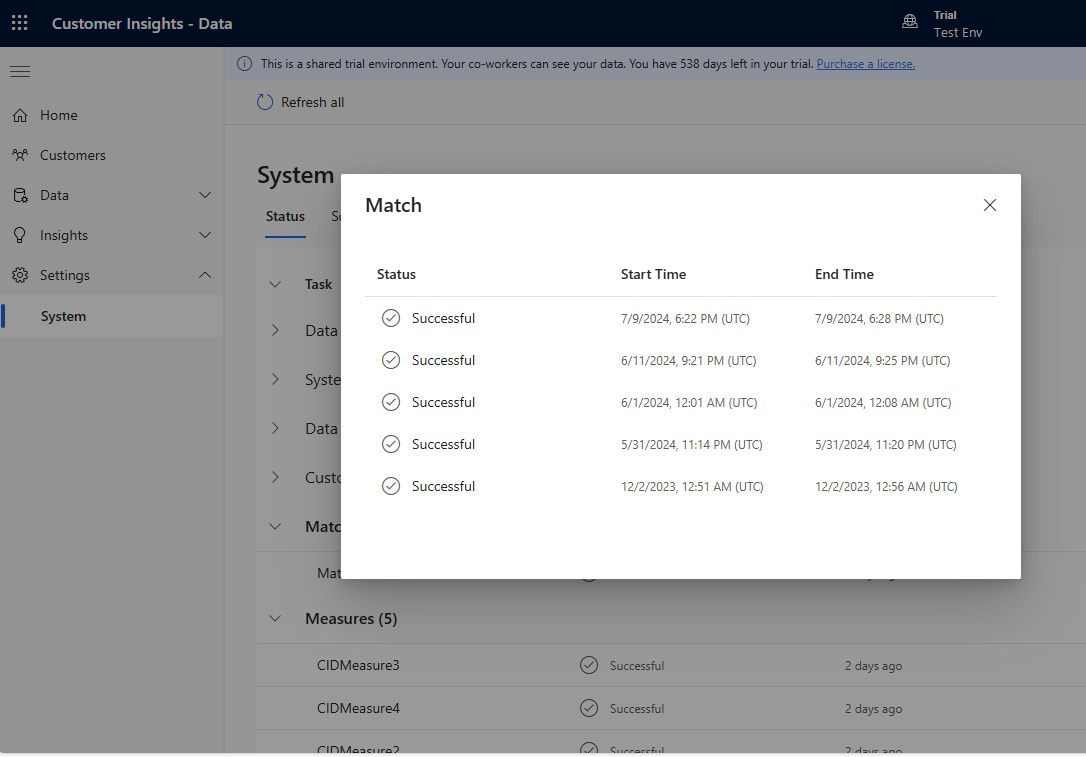 Customer Insights - Data
Trial
Test Env
This is a shared trial environment. Your co-workers can see your data. You have 538 days left in your trial. Purchase a license.
Refresh all
Home
Customers
Data
Insights
Settings
System
System
Status
Task
Data
Data
Match
Status Start Time End Time
Successful 7/9/2024, 6:22 PM (UTC) 7/9/2024, 6:28 PM (UTC)
Successful 6/11/2024, 9:21 PM (UTC) 6/11/2024, 9:25 PM (UTC)
Successful 6/1/2024, 12:01 AM (UTC) 6/1/2024, 12:08 AM (UTC)
Successful 5/31/2024, 11:14 PM (UTC) 5/31/2024, 11:20 PM (UTC)
Successful 12/2/2023, 12:51 AM (UTC) 12/2/2023, 12:56 AM (UTC)
Measures (5)
CIDMeasure3 Successful 2 days ago
CIDMeasure4 Successful 2 days ago
CIDMeasure2 Successful 2 days ago